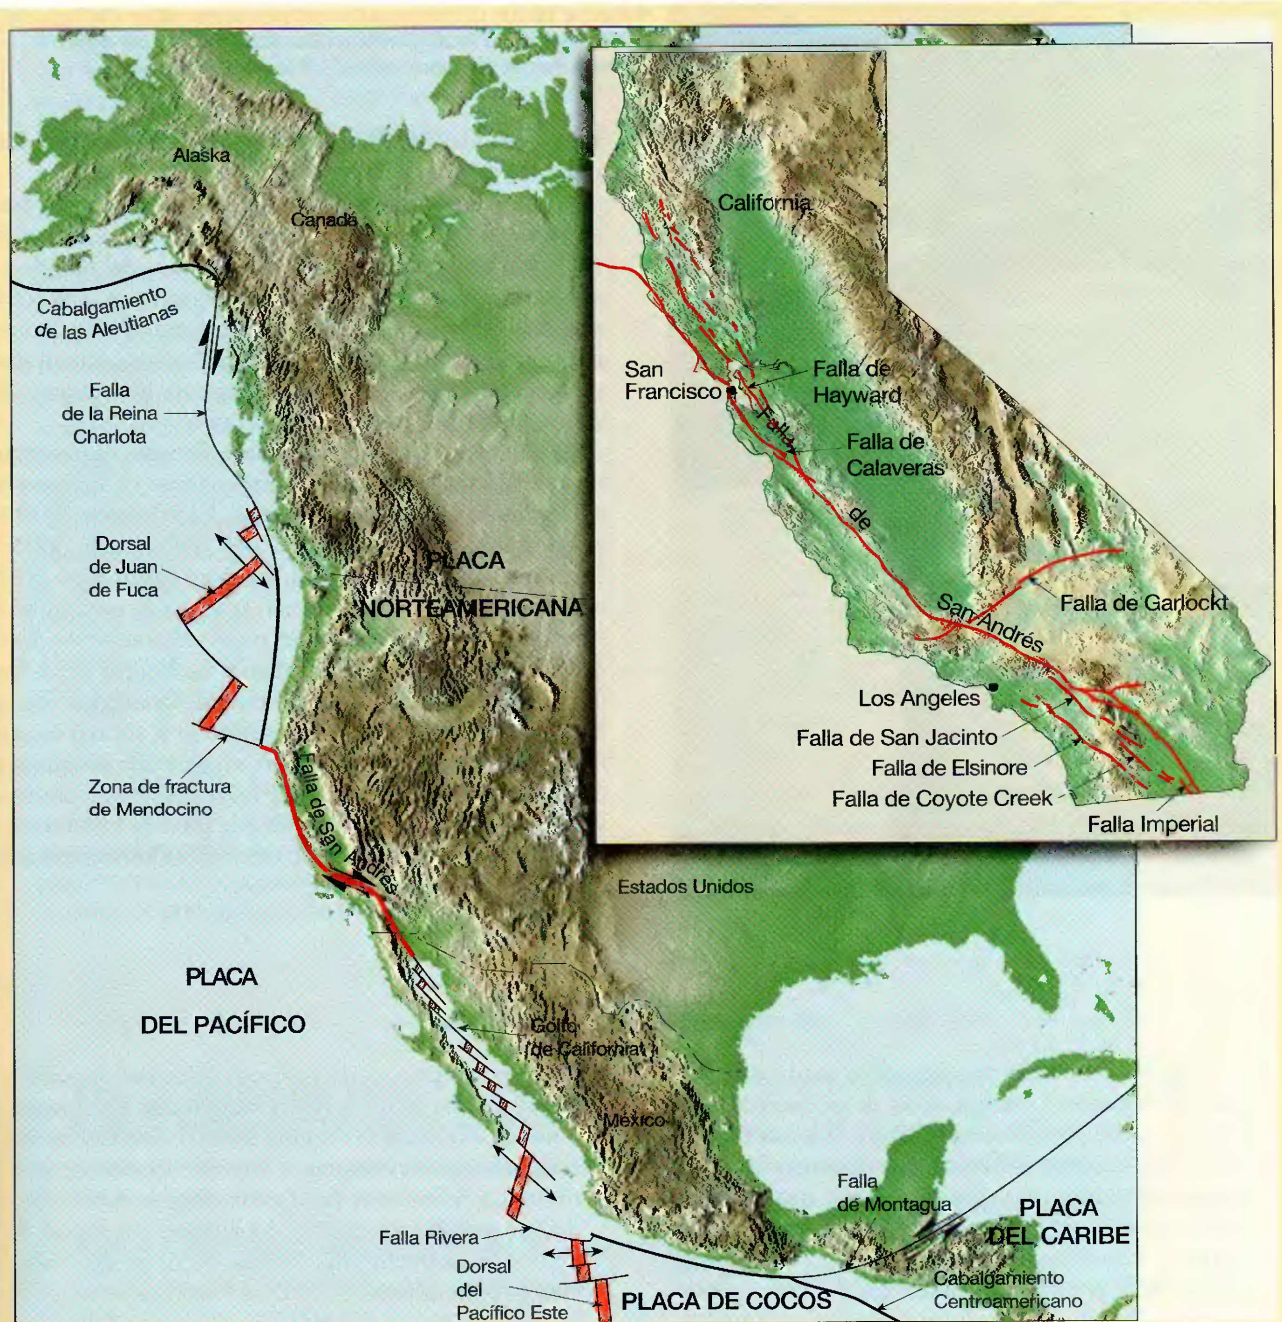 Alaska
Canadá
Cabalgamiento
de las Aleutianas
Falla
de la Reina
Charlota
Dorsal
de Juan
de Fuca
PLACA
NORTEAMERICANA
Zona de fractura
de Mendocino
Falla de San Andrés
Estados Unidos
PLACA
DEL PACÍFICO
Golfo
de Californiat
México
Falla Rivera
Dorsal
del
Pacífico Este
PLACA DE COCOS
Falla
de Montagua
PLACA
DEL CARIBE
Cabalgamiento
Centroamericano
California
San
Francisco
Falla de
Hayward
Falla de
Calaveras
Falla de San Andrés
Falla de Garlockt
Los Angeles
Falla de San Jacinto
Falla de Elsinore
Falla de Coyote Creek
Falla Imperial